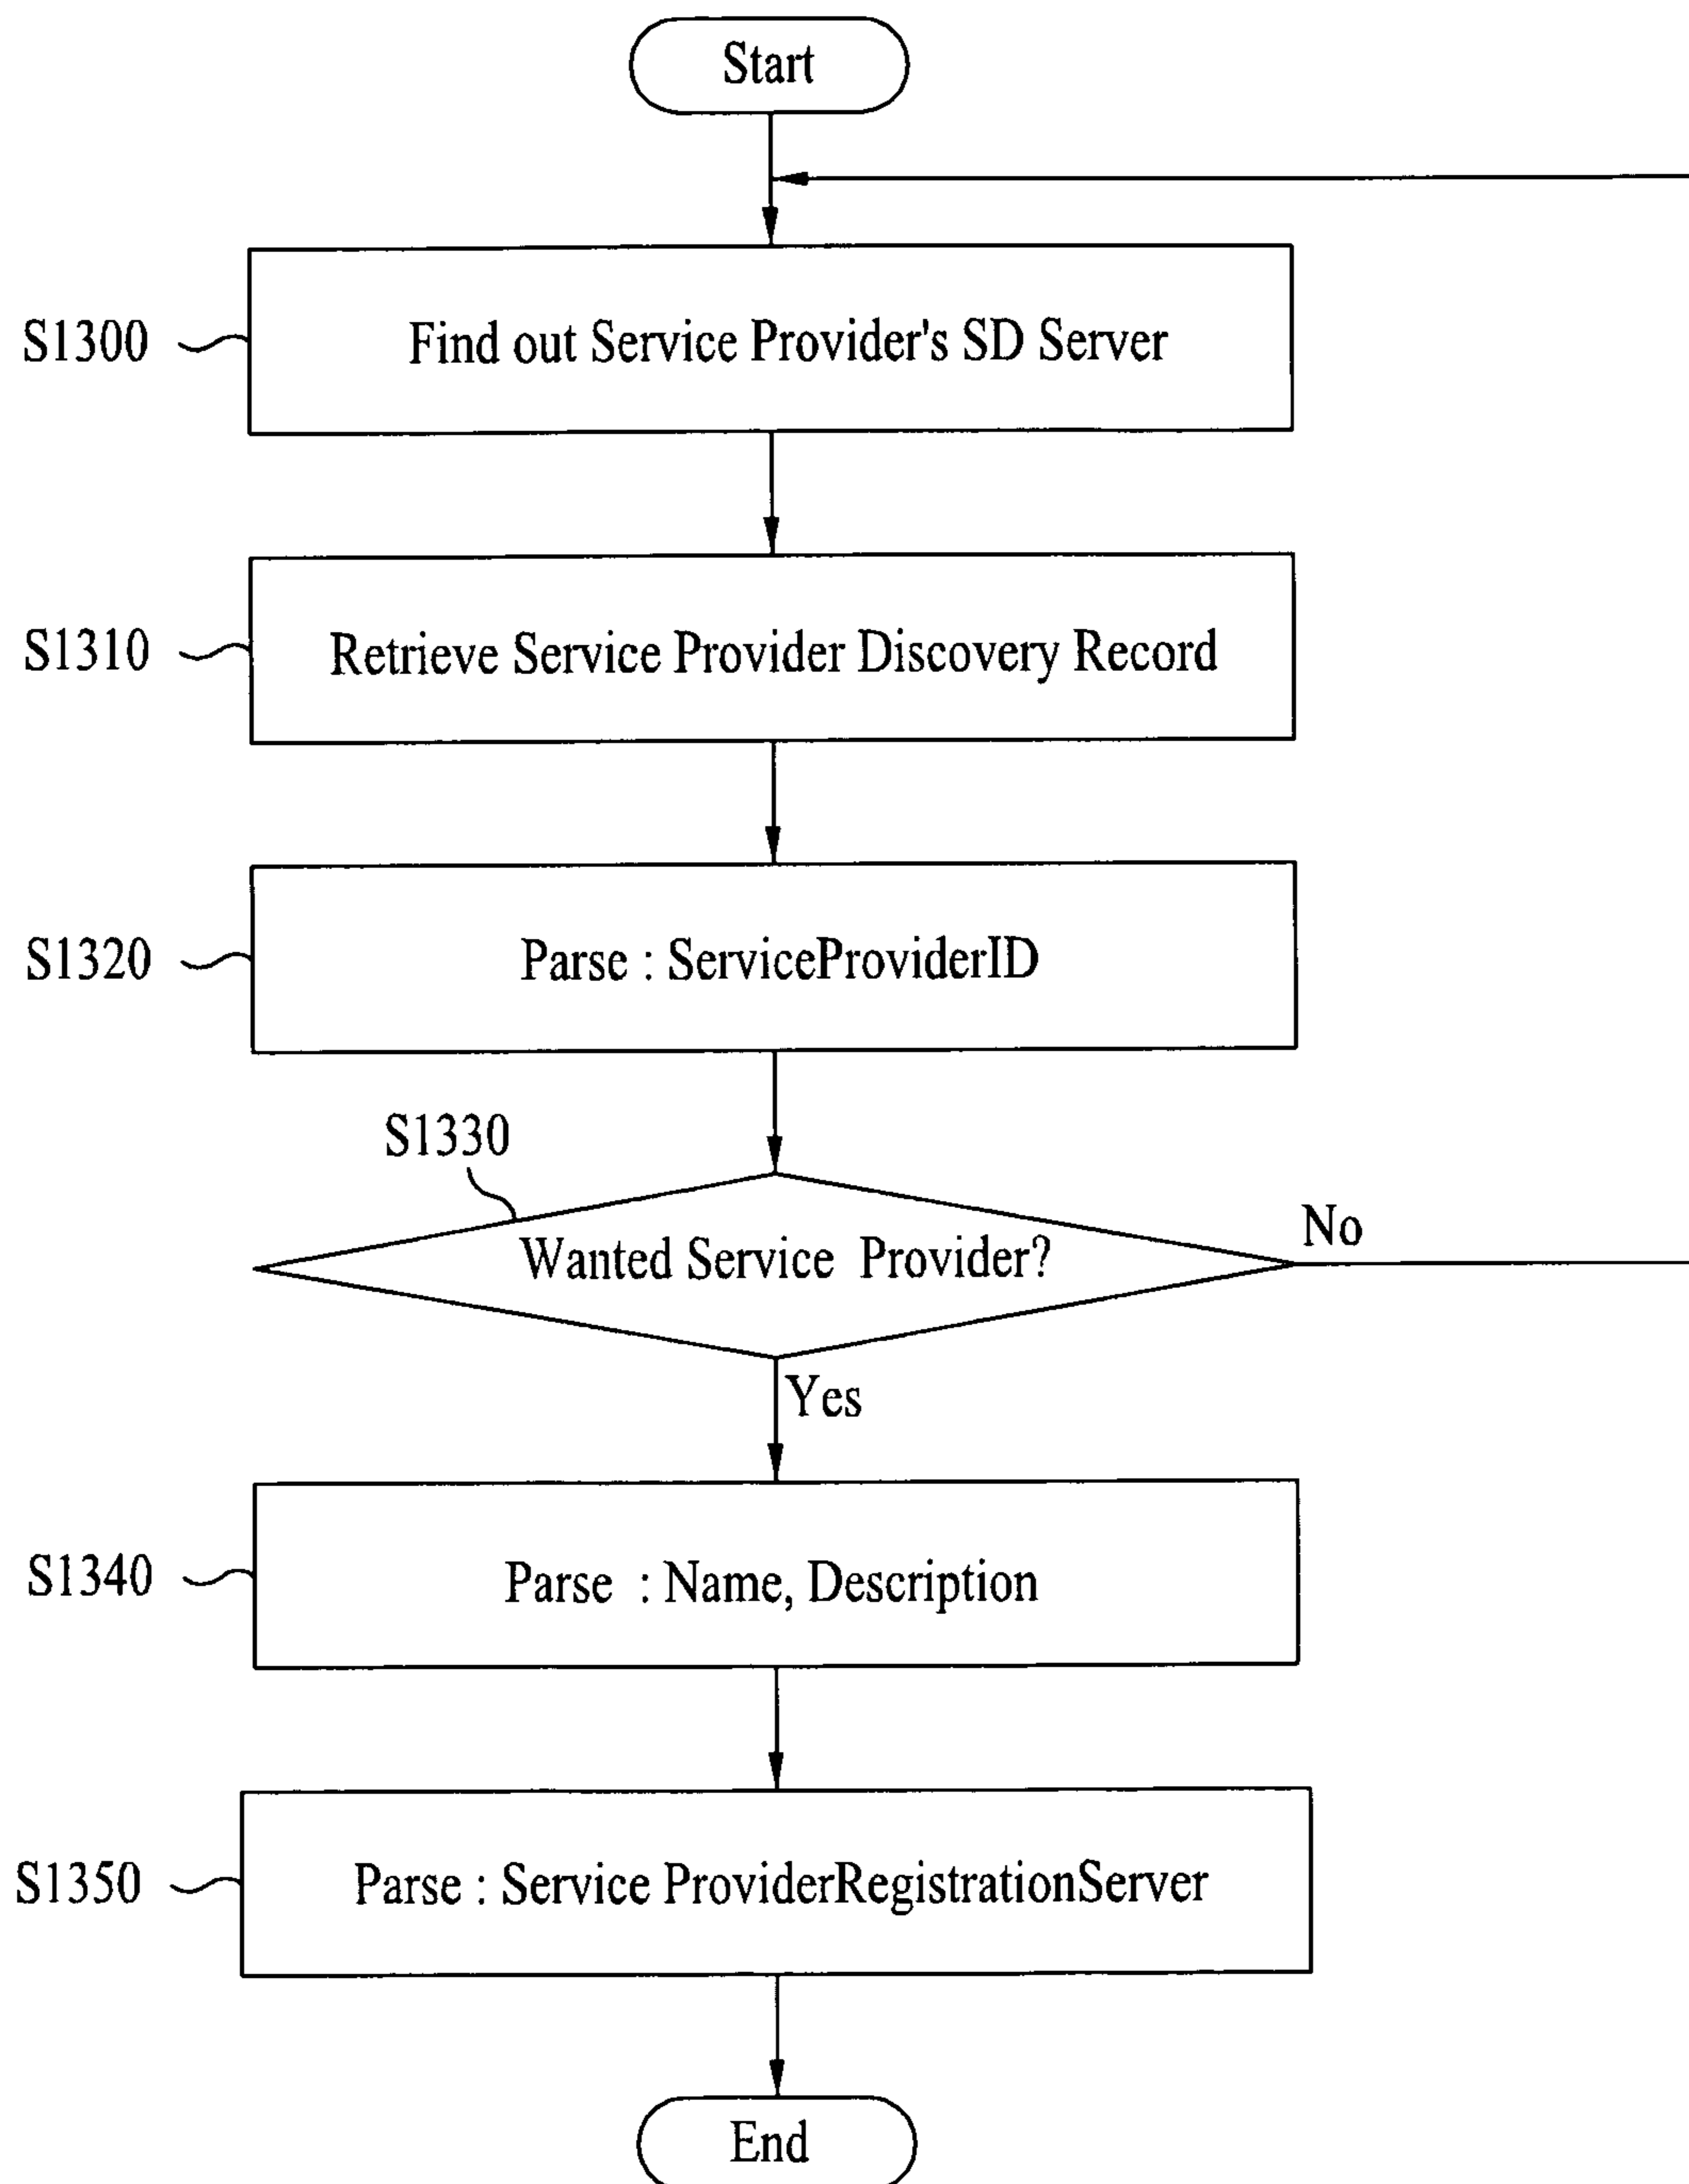 Start
S1300
Find out Service Provider's SD Server
S1310
Retrieve Service Provider Discovery Record
S1320
Parse : ServiceProviderID
S1330
Wanted Service Provider?
No
Yes
S1340
Parse : Name, Description
S1350
Parse : Service ProviderRegistrationServer
End